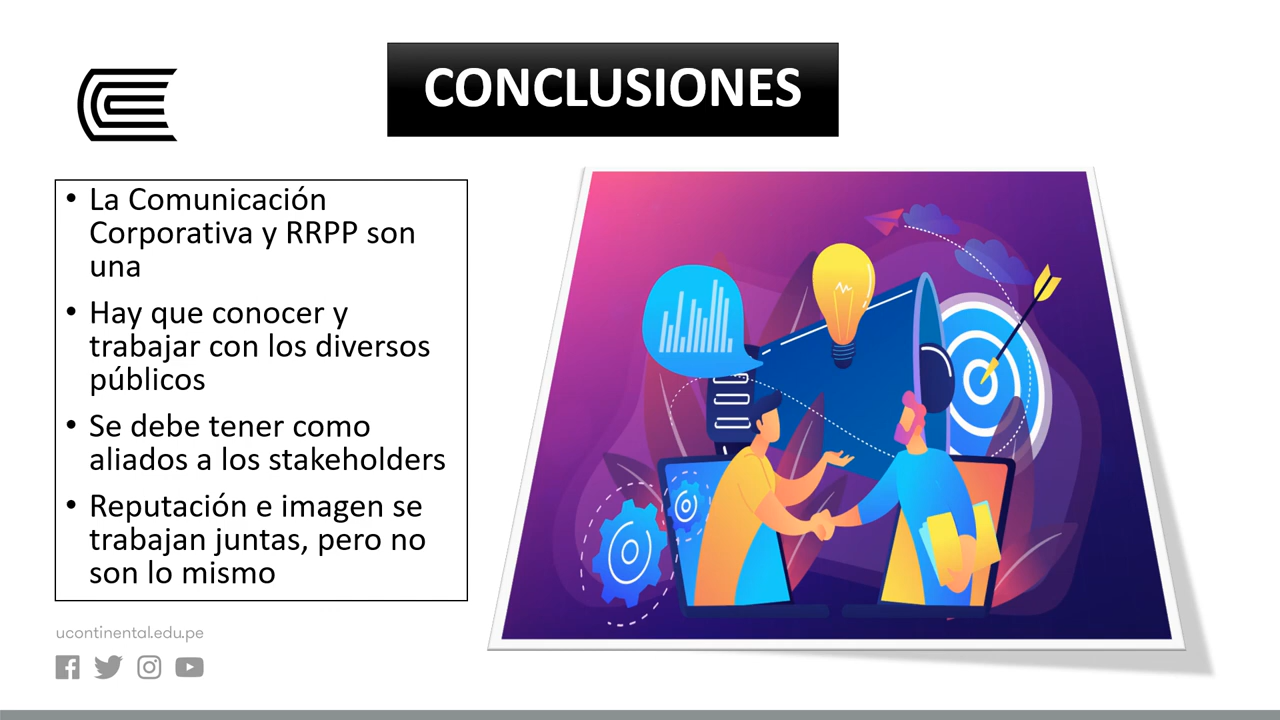 CONCLUSIONES
• La Comunicación
Corporativa y RRPP son
una
• Hay que conocer y
trabajar con los diversos
públicos
• Se debe tener como
aliados a los stakeholders
• Reputación e imagen se
trabajan juntas, pero no
son lo mismo
ucontinental.edu.pe